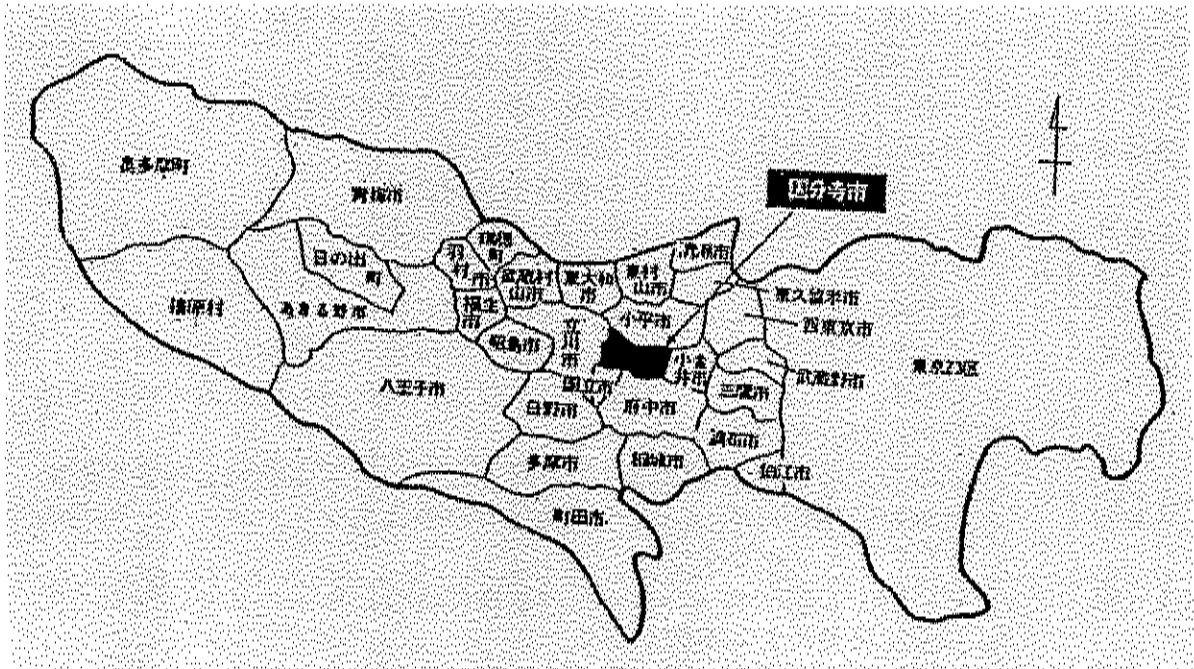 国分寺市
奥多摩町
青梅市
瑞穂
町
羽
村
市
日の出
町
武蔵村
山市
東大和
市
東村
山市
清瀬市
東久留米市
檜原村
あきる野市
福生
市
小平市
西東京市
昭島市
立
川
市
小金
井市
武蔵野市
東京23区
八王子市
国立市
三鷹市
日野市
府中市
調布市
多摩市
稲城市
狛江市
町田市